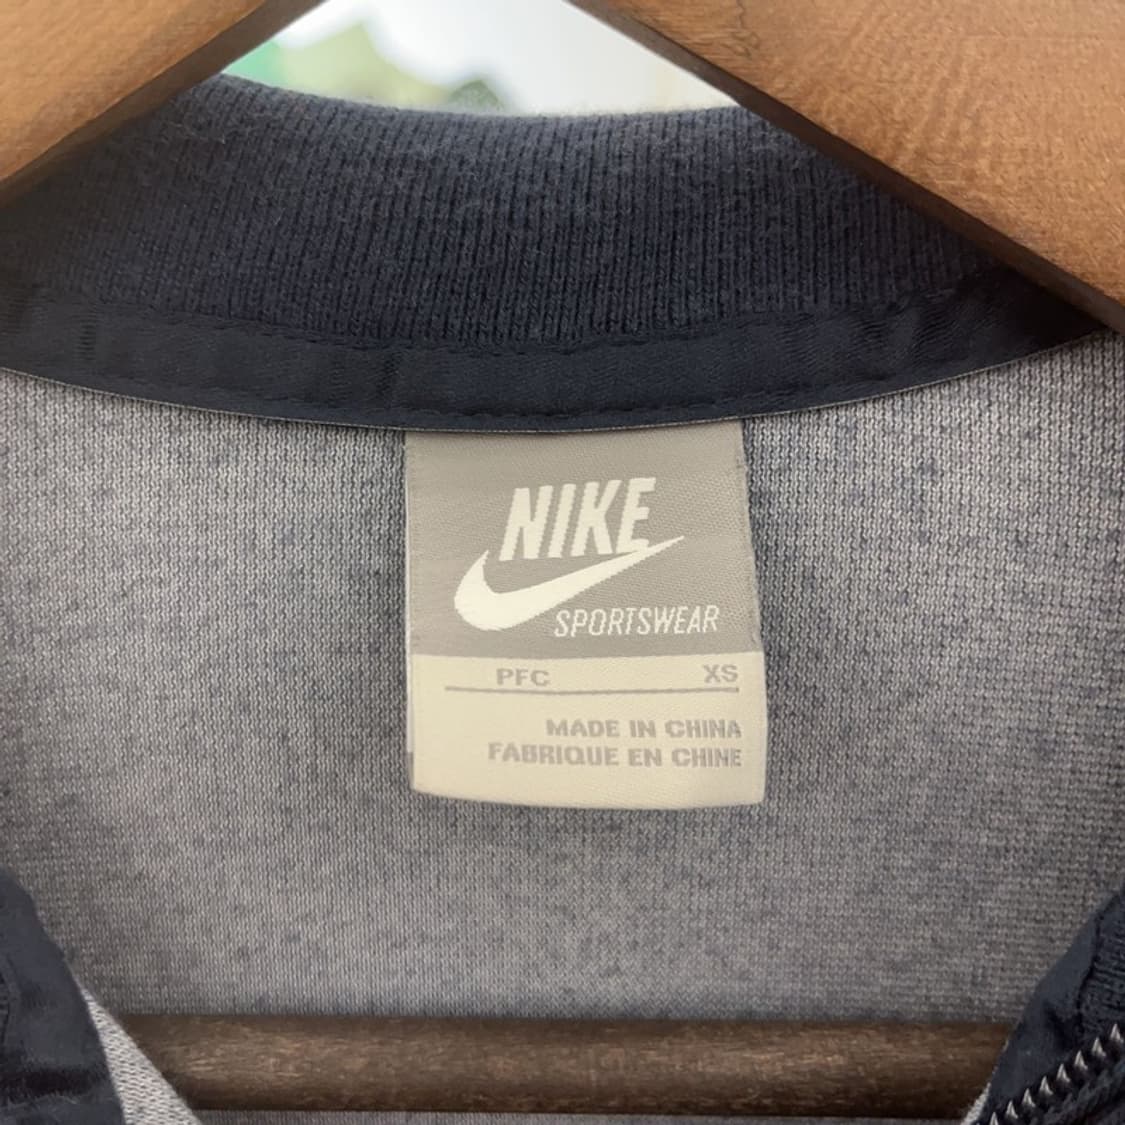 NIKE
SPORTSWEAR
PFC XS
MADE IN CHINA
FABRIQUE EN CHINE